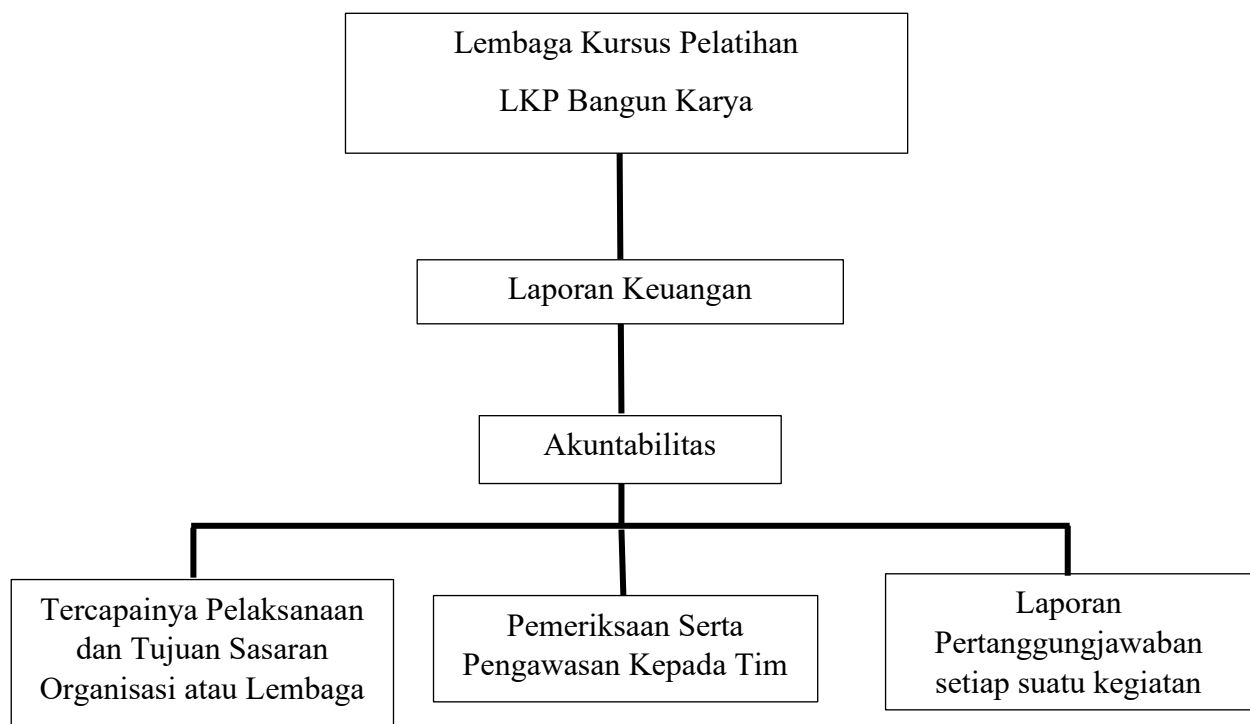 Lembaga Kursus Pelatihan
LKP Bangun Karya
Laporan Keuangan
Akuntabilitas
Tercapainya Pelaksanaan
dan Tujuan Sasaran
Organisasi atau Lembaga
Pemeriksaan Serta
Pengawasan Kepada Tim
Laporan
Pertanggungjawaban
setiap suatu kegiatan